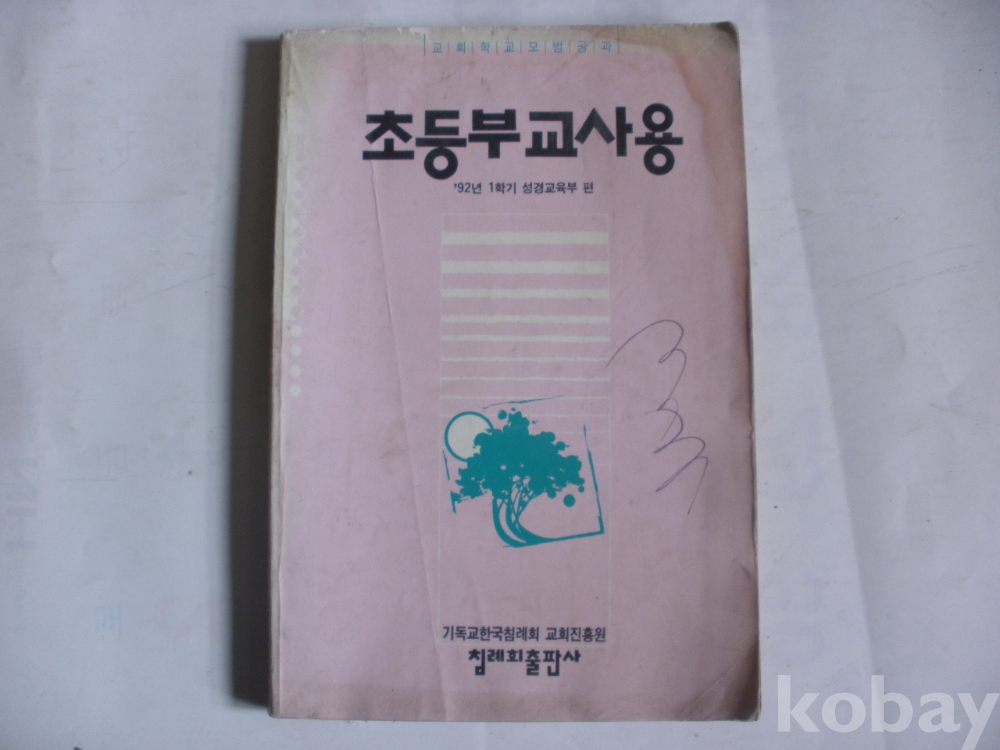 교회학교모범공과
초등부교사용
'92년 1학기 성경교육부 편
기독교한국침례회 교회진흥원
침례회출판사
kobay